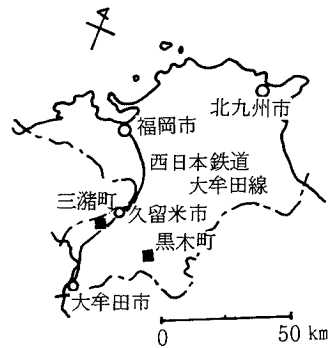 北九州市
福岡市
西日本鉄道
大牟田線
三潴町
久留米市
黒木町
大牟田市
0
50 km